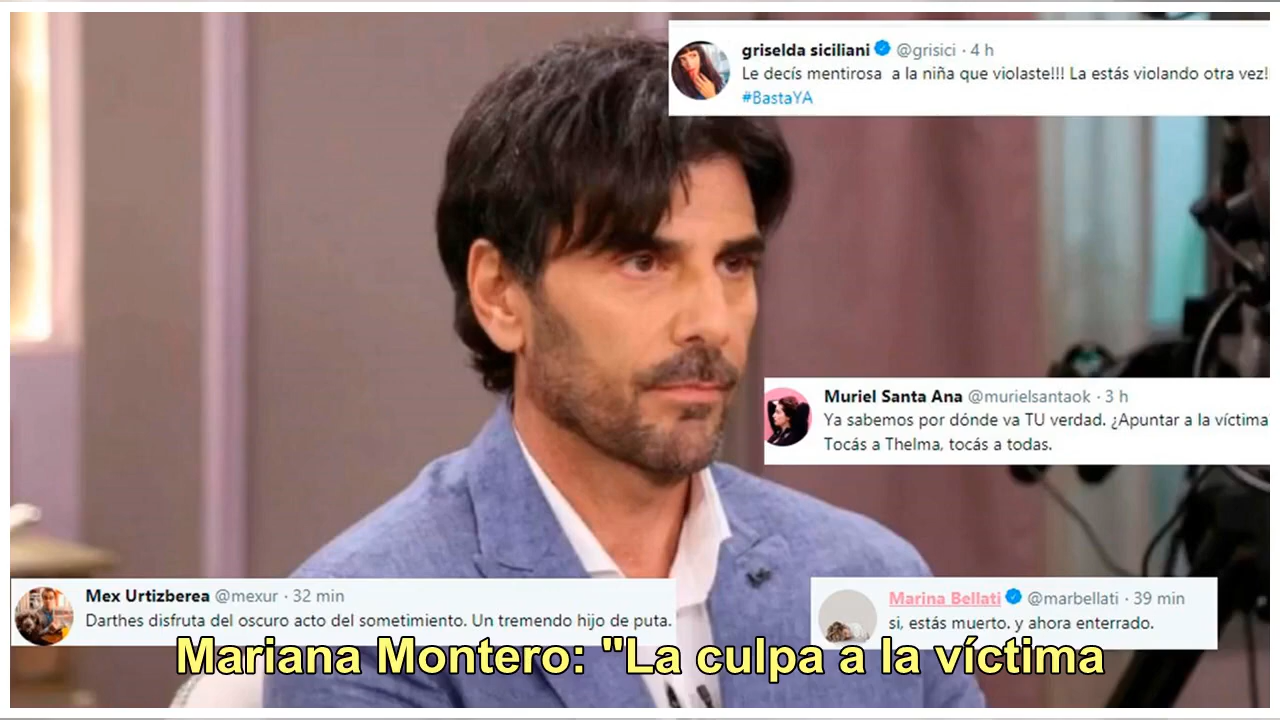 griselda siciliani @grisici · 4 h
Le decís mentirosa a la niña que violaste!!! La estás violando otra vez!
#BastaYA
Muriel Santa Ana @murielsantaok · 3 h
Ya sabemos por dónde va TU verdad. ¿Apuntar a la víctima
Tocás a Thelma, tocás a todas.
Mex Urtizberea @mexur · 32 min
Darthes disfruta del oscuro acto del sometimiento. Un tremendo hijo de puta.
Marina Bellati @marbellati · 39 min
si, estás muerto. y ahora enterrado.
Mariana Montero: "La culpa a la víctima